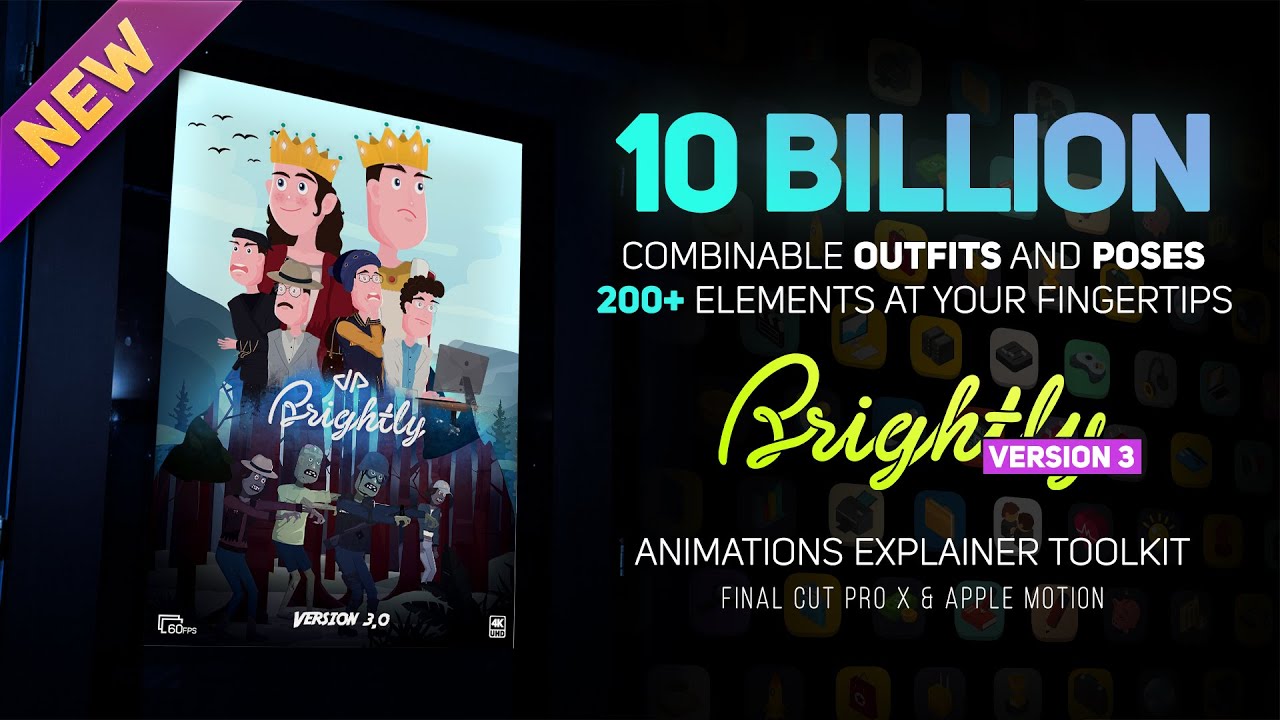 NEW
Brightly
VERSION 3.0
60FPS
4K
UHD
10 BILLION
COMBINABLE OUTFITS AND POSES
200+ ELEMENTS AT YOUR FINGERTIPS
Brightly
VERSION 3
ANIMATIONS EXPLAINER TOOLKIT
FINAL CUT PRO X & APPLE MOTION